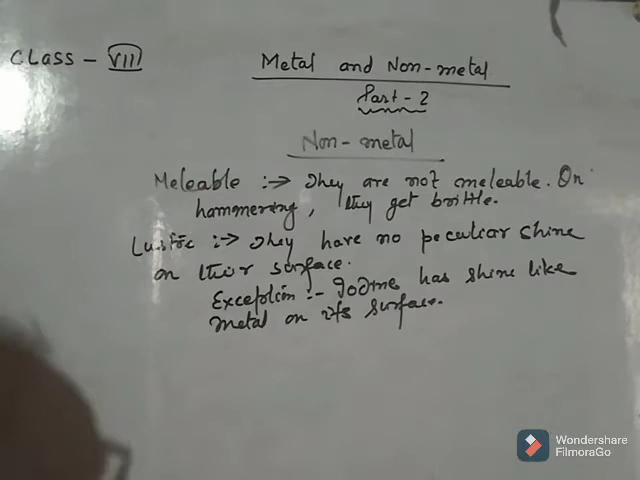 CLASS - VIII
Metal and Non-metal
Part - 2
Non-metal
Meleable :-> They are not meleable. On
hammering, they get brittle.
Lustre :-> They have no peculiar shine
on their surface.
Exception :- Iodine has shine like
metal on its surface.
Wondershare
FilmoraGo